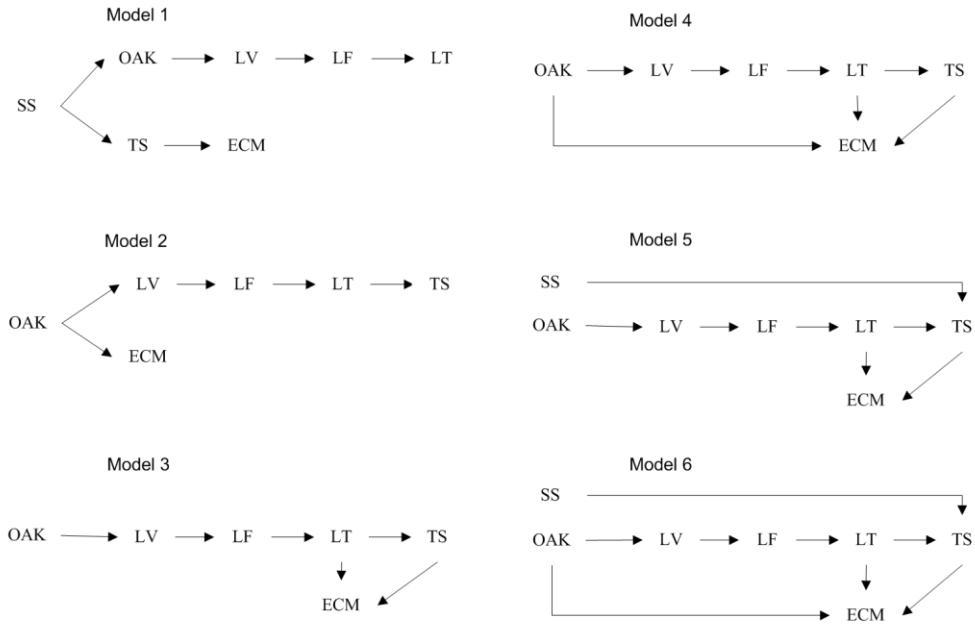 Model 1
OAK LV LF LT
SS
TS ECM
Model 2
LV LF LT TS
OAK
ECM
Model 3
OAK LV LF LT TS
ECM
Model 4
OAK LV LF LT TS
ECM
Model 5
SS
OAK LV LF LT TS
ECM
Model 6
SS
OAK LV LF LT TS
ECM